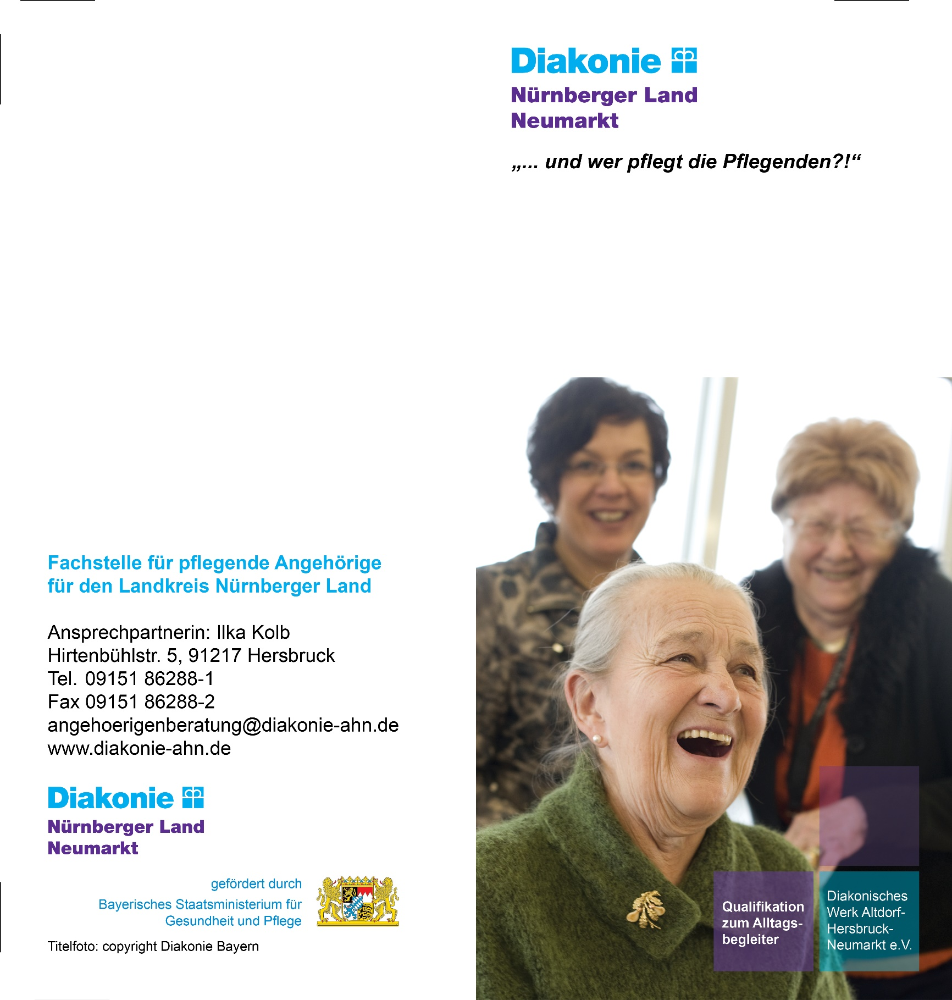 Diakonie
Nürnberger Land
Neumarkt
„... und wer pflegt die Pflegenden?!“
Fachstelle für pflegende Angehörige
für den Landkreis Nürnberger Land
Ansprechpartnerin: Ilka Kolb
Hirtenbühlstr. 5, 91217 Hersbruck
Tel. 09151 86288-1
Fax 09151 86288-2
angehoerigenberatung@diakonie-ahn.de
www.diakonie-ahn.de
Diakonie
Nürnberger Land
Neumarkt
gefördert durch
Bayerisches Staatsministerium für
Gesundheit und Pflege
Titelfoto: copyright Diakonie Bayern
Qualifikation
zum Alltags-
begleiter
Diakonisches
Werk Altdorf-
Hersbruck-
Neumarkt e.V.